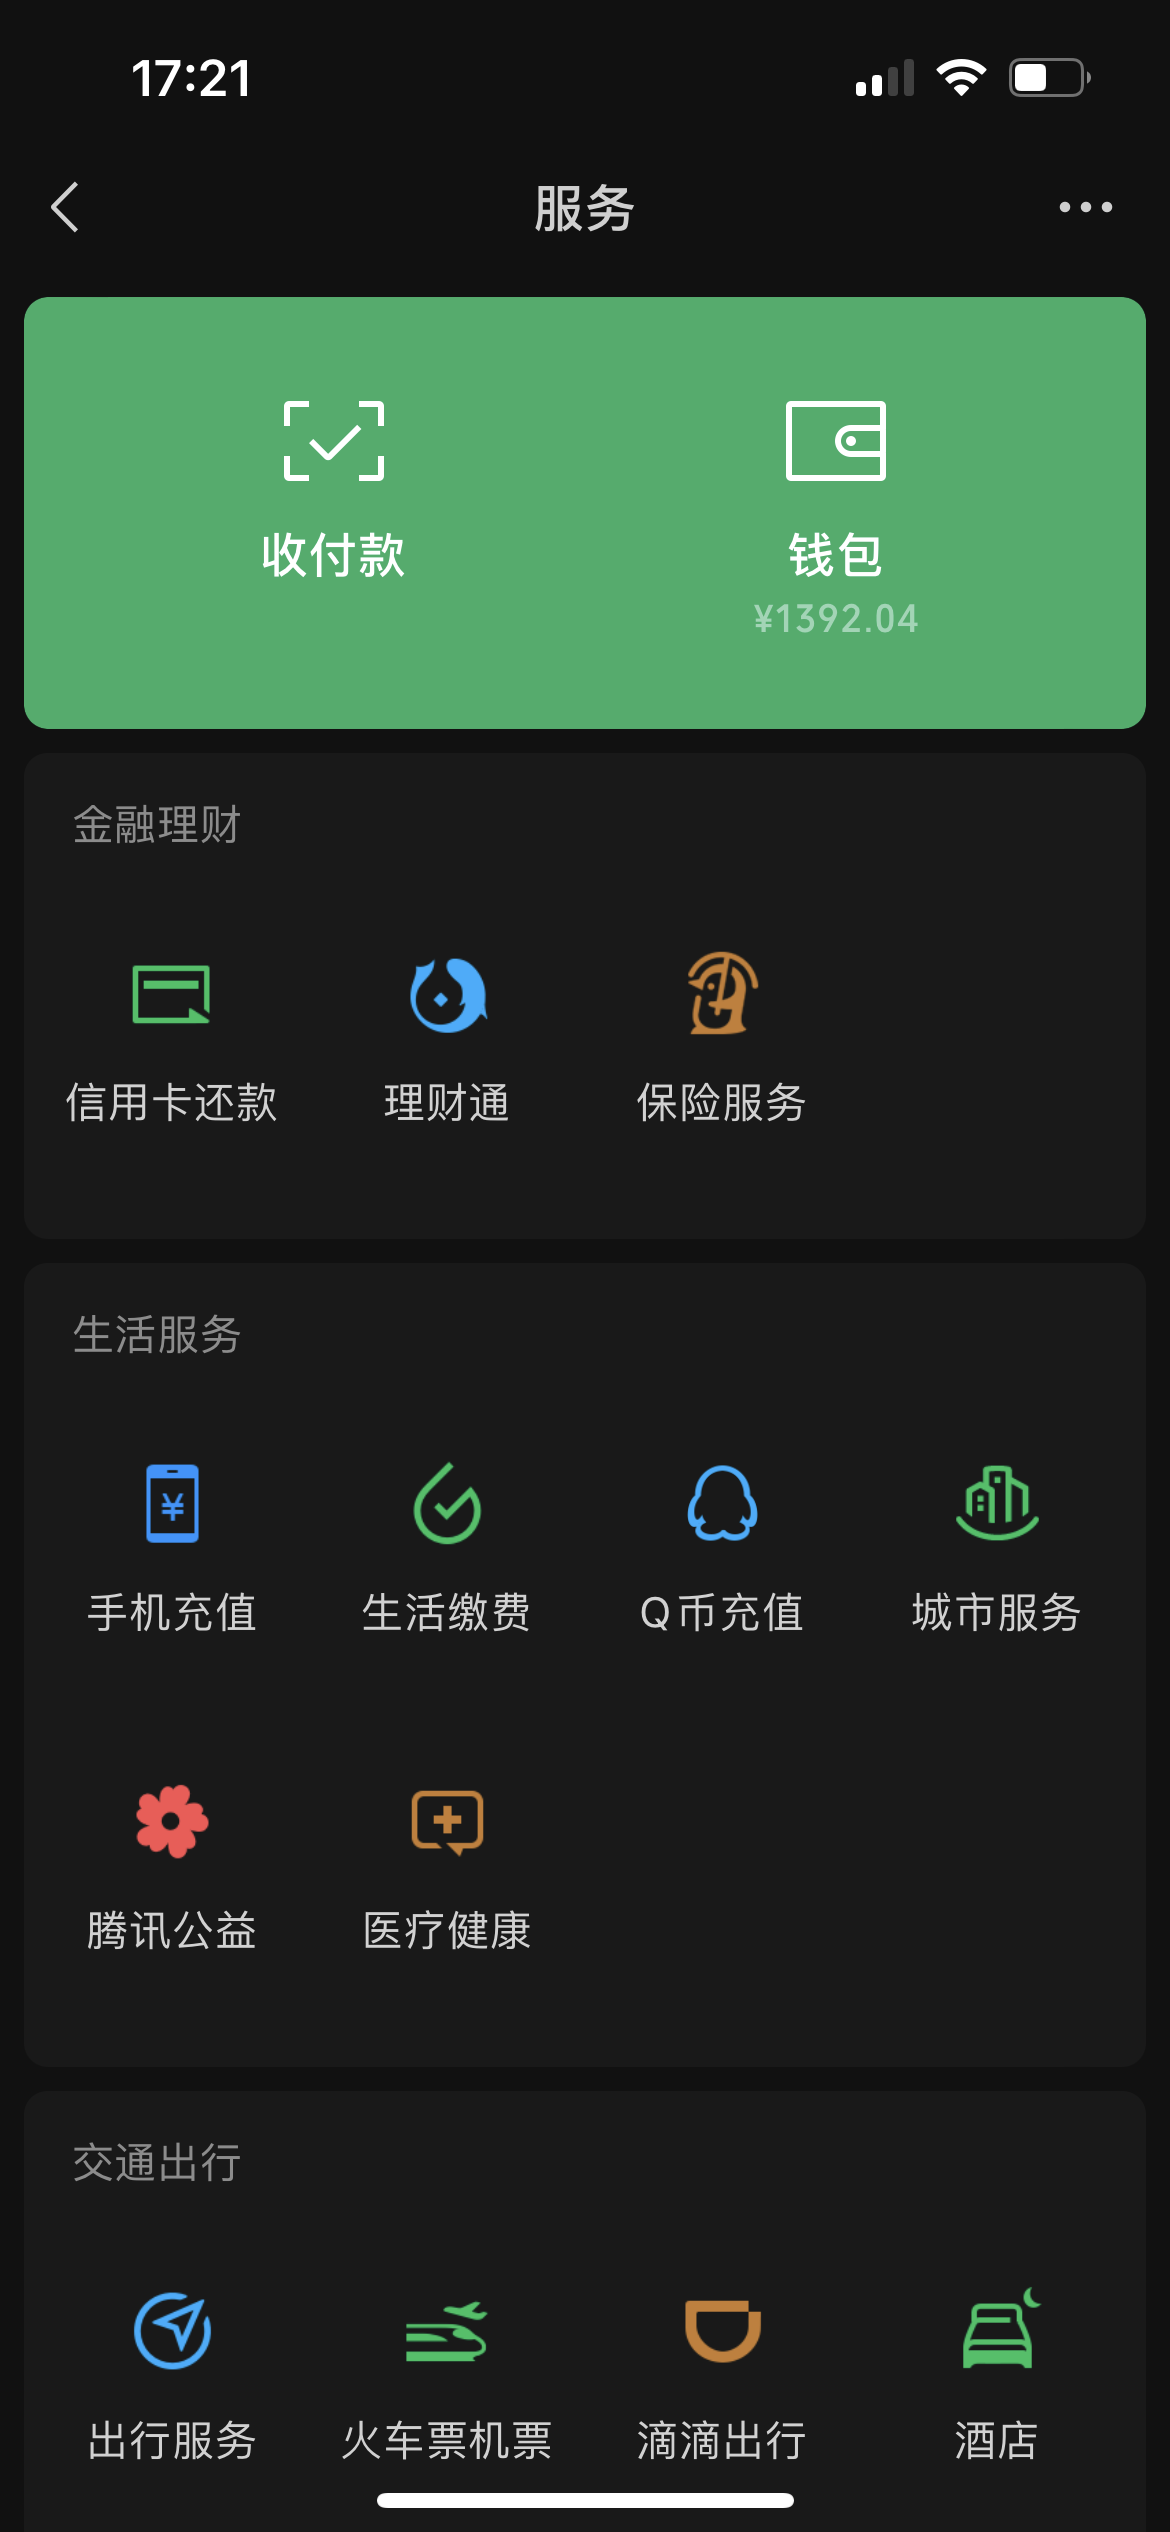 17:21
服务
收付款
钱包
¥1392.04
金融理财
信用卡还款
理财通
保险服务
生活服务
手机充值
生活缴费
Q币充值
城市服务
腾讯公益
医疗健康
交通出行
出行服务
火车票机票
滴滴出行
酒店